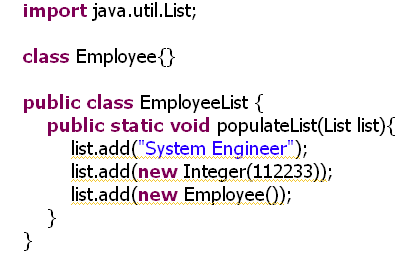 import java.util.List;
class Employee{}
public class EmployeeList {
public static void populateList(List list){
list.add("System Engineer");
list.add(new Integer(112233));
list.add(new Employee());
}
}